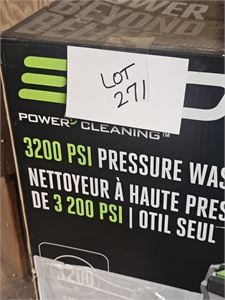 POWER
BEYOND
LOT
271
POWER CLEANING™
3200 PSI PRESSURE WAS
NETTOYEUR À HAUTE PRES
DE 3 200 PSI | OTIL SEUL
3200